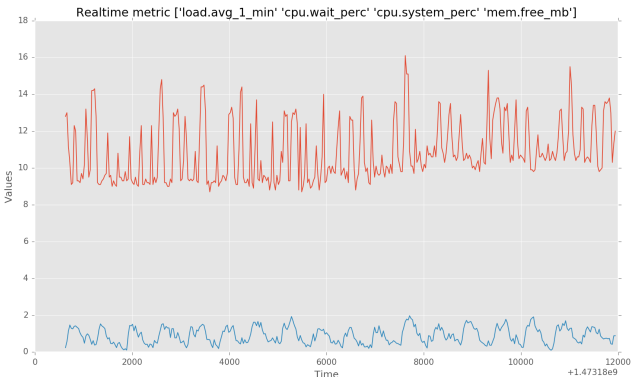 Realtime metric ['load.avg_1_min' 'cpu.wait_perc' 'cpu.system_perc' 'mem.free_mb']
18
16
14
12
10
8
6
4
2
0
Values
0 2000 4000 6000 8000 10000 12000
Time
+1.47318e9